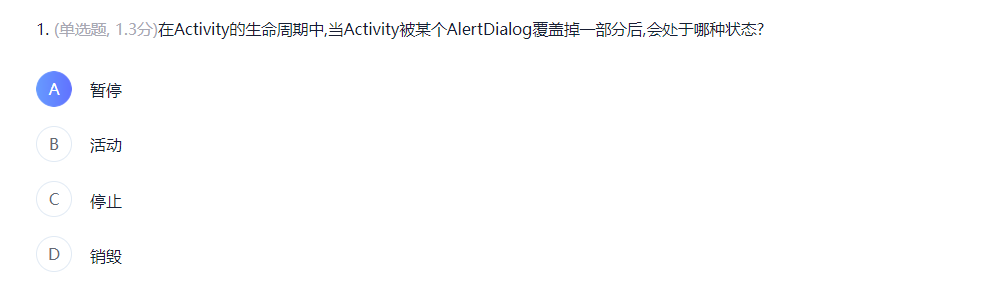 1. (单选题, 1.3分)在Activity的生命周期中,当Activity被某个AlertDialog覆盖掉一部分后,会处于哪种状态?
A 暂停
B 活动
C 停止
D 销毁